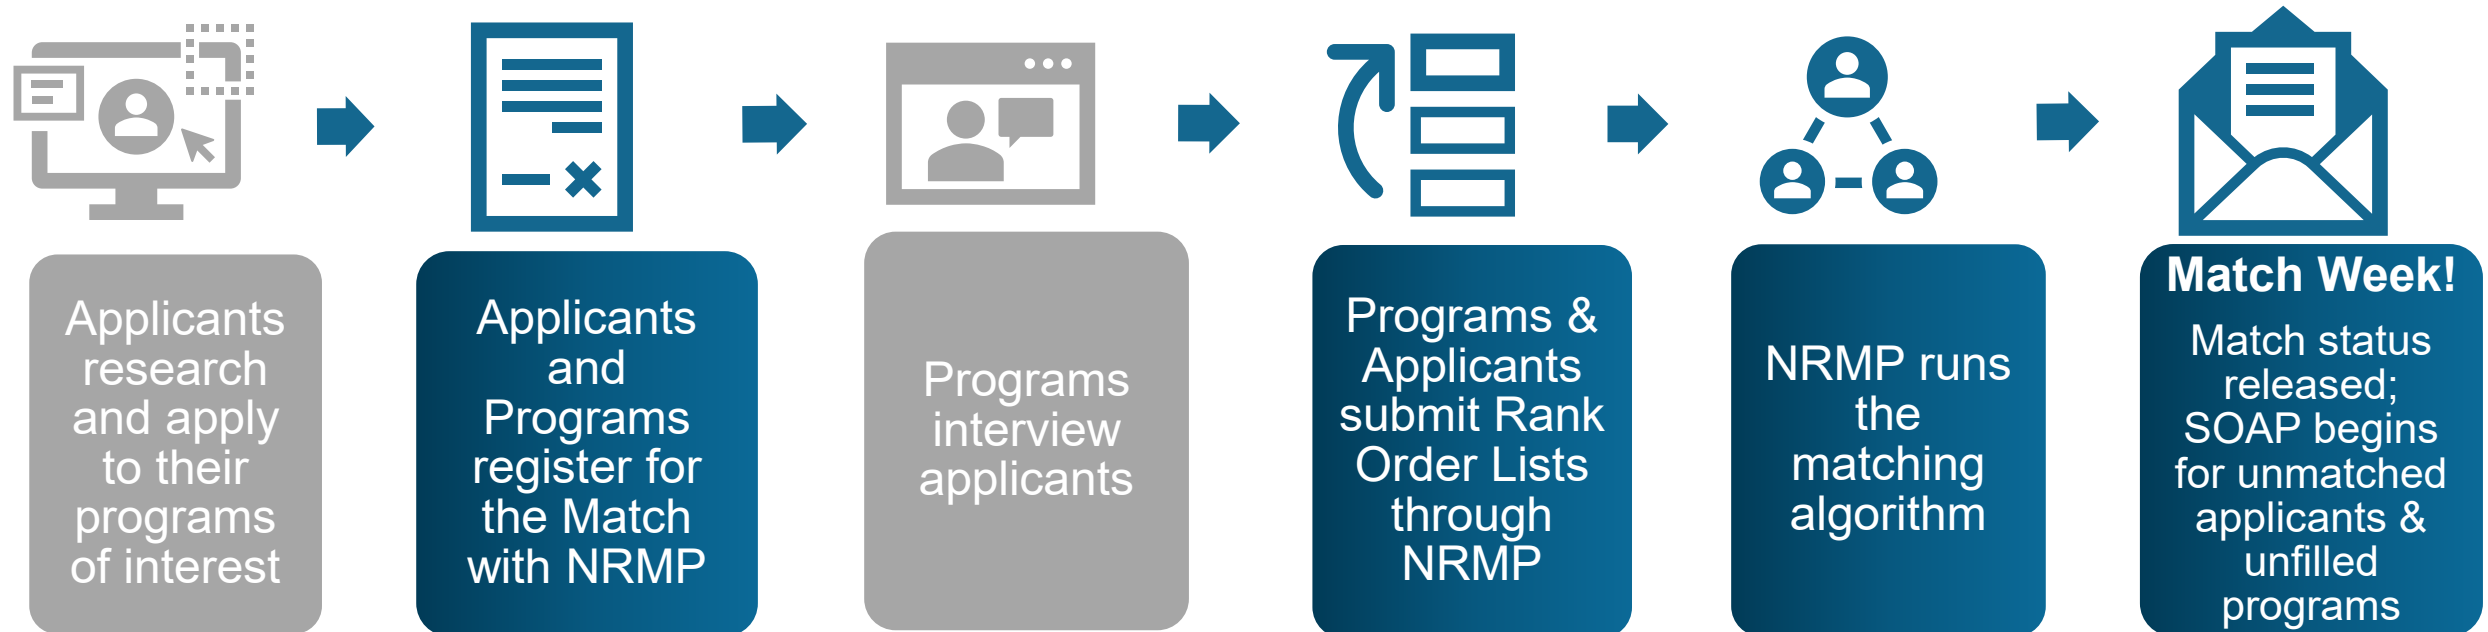 Applicants
research
and apply
to their
programs
of interest
Applicants
and
Programs
register for
the Match
with NRMP
Programs
interview
applicants
Programs &
Applicants
submit Rank
Order Lists
through
NRMP
NRMP runs
the
matching
algorithm
Match Week!
Match status
released;
SOAP begins
for unmatched
applicants &
unfilled
programs